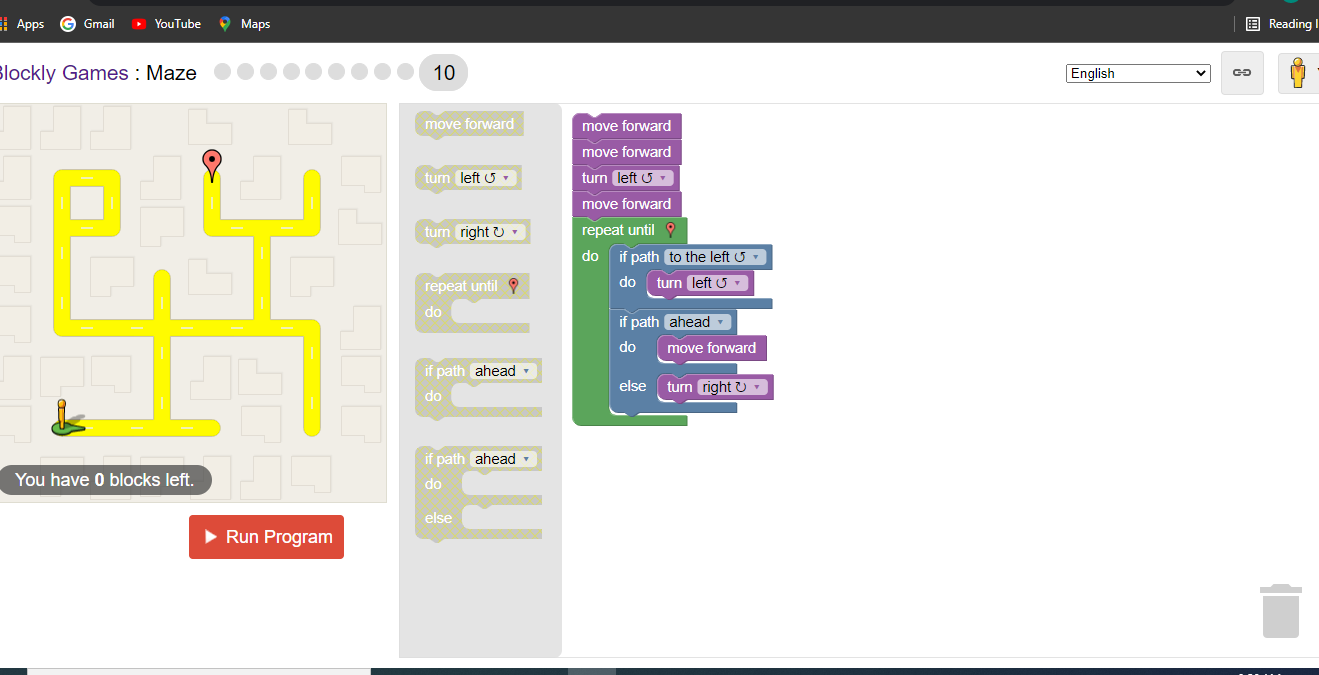 Apps Gmail YouTube Maps Reading
Blockly Games : Maze 10 English
move forward
turn left ↺ ▾
turn right ↻ ▾
repeat until
do
if path ahead ▾
do
if path ahead ▾
do
else
move forward
move forward
turn left ↺ ▾
move forward
repeat until
do if path to the left ↺ ▾
do turn left ↺ ▾
if path ahead ▾
do move forward
else turn right ↻ ▾
You have 0 blocks left.
Run Program